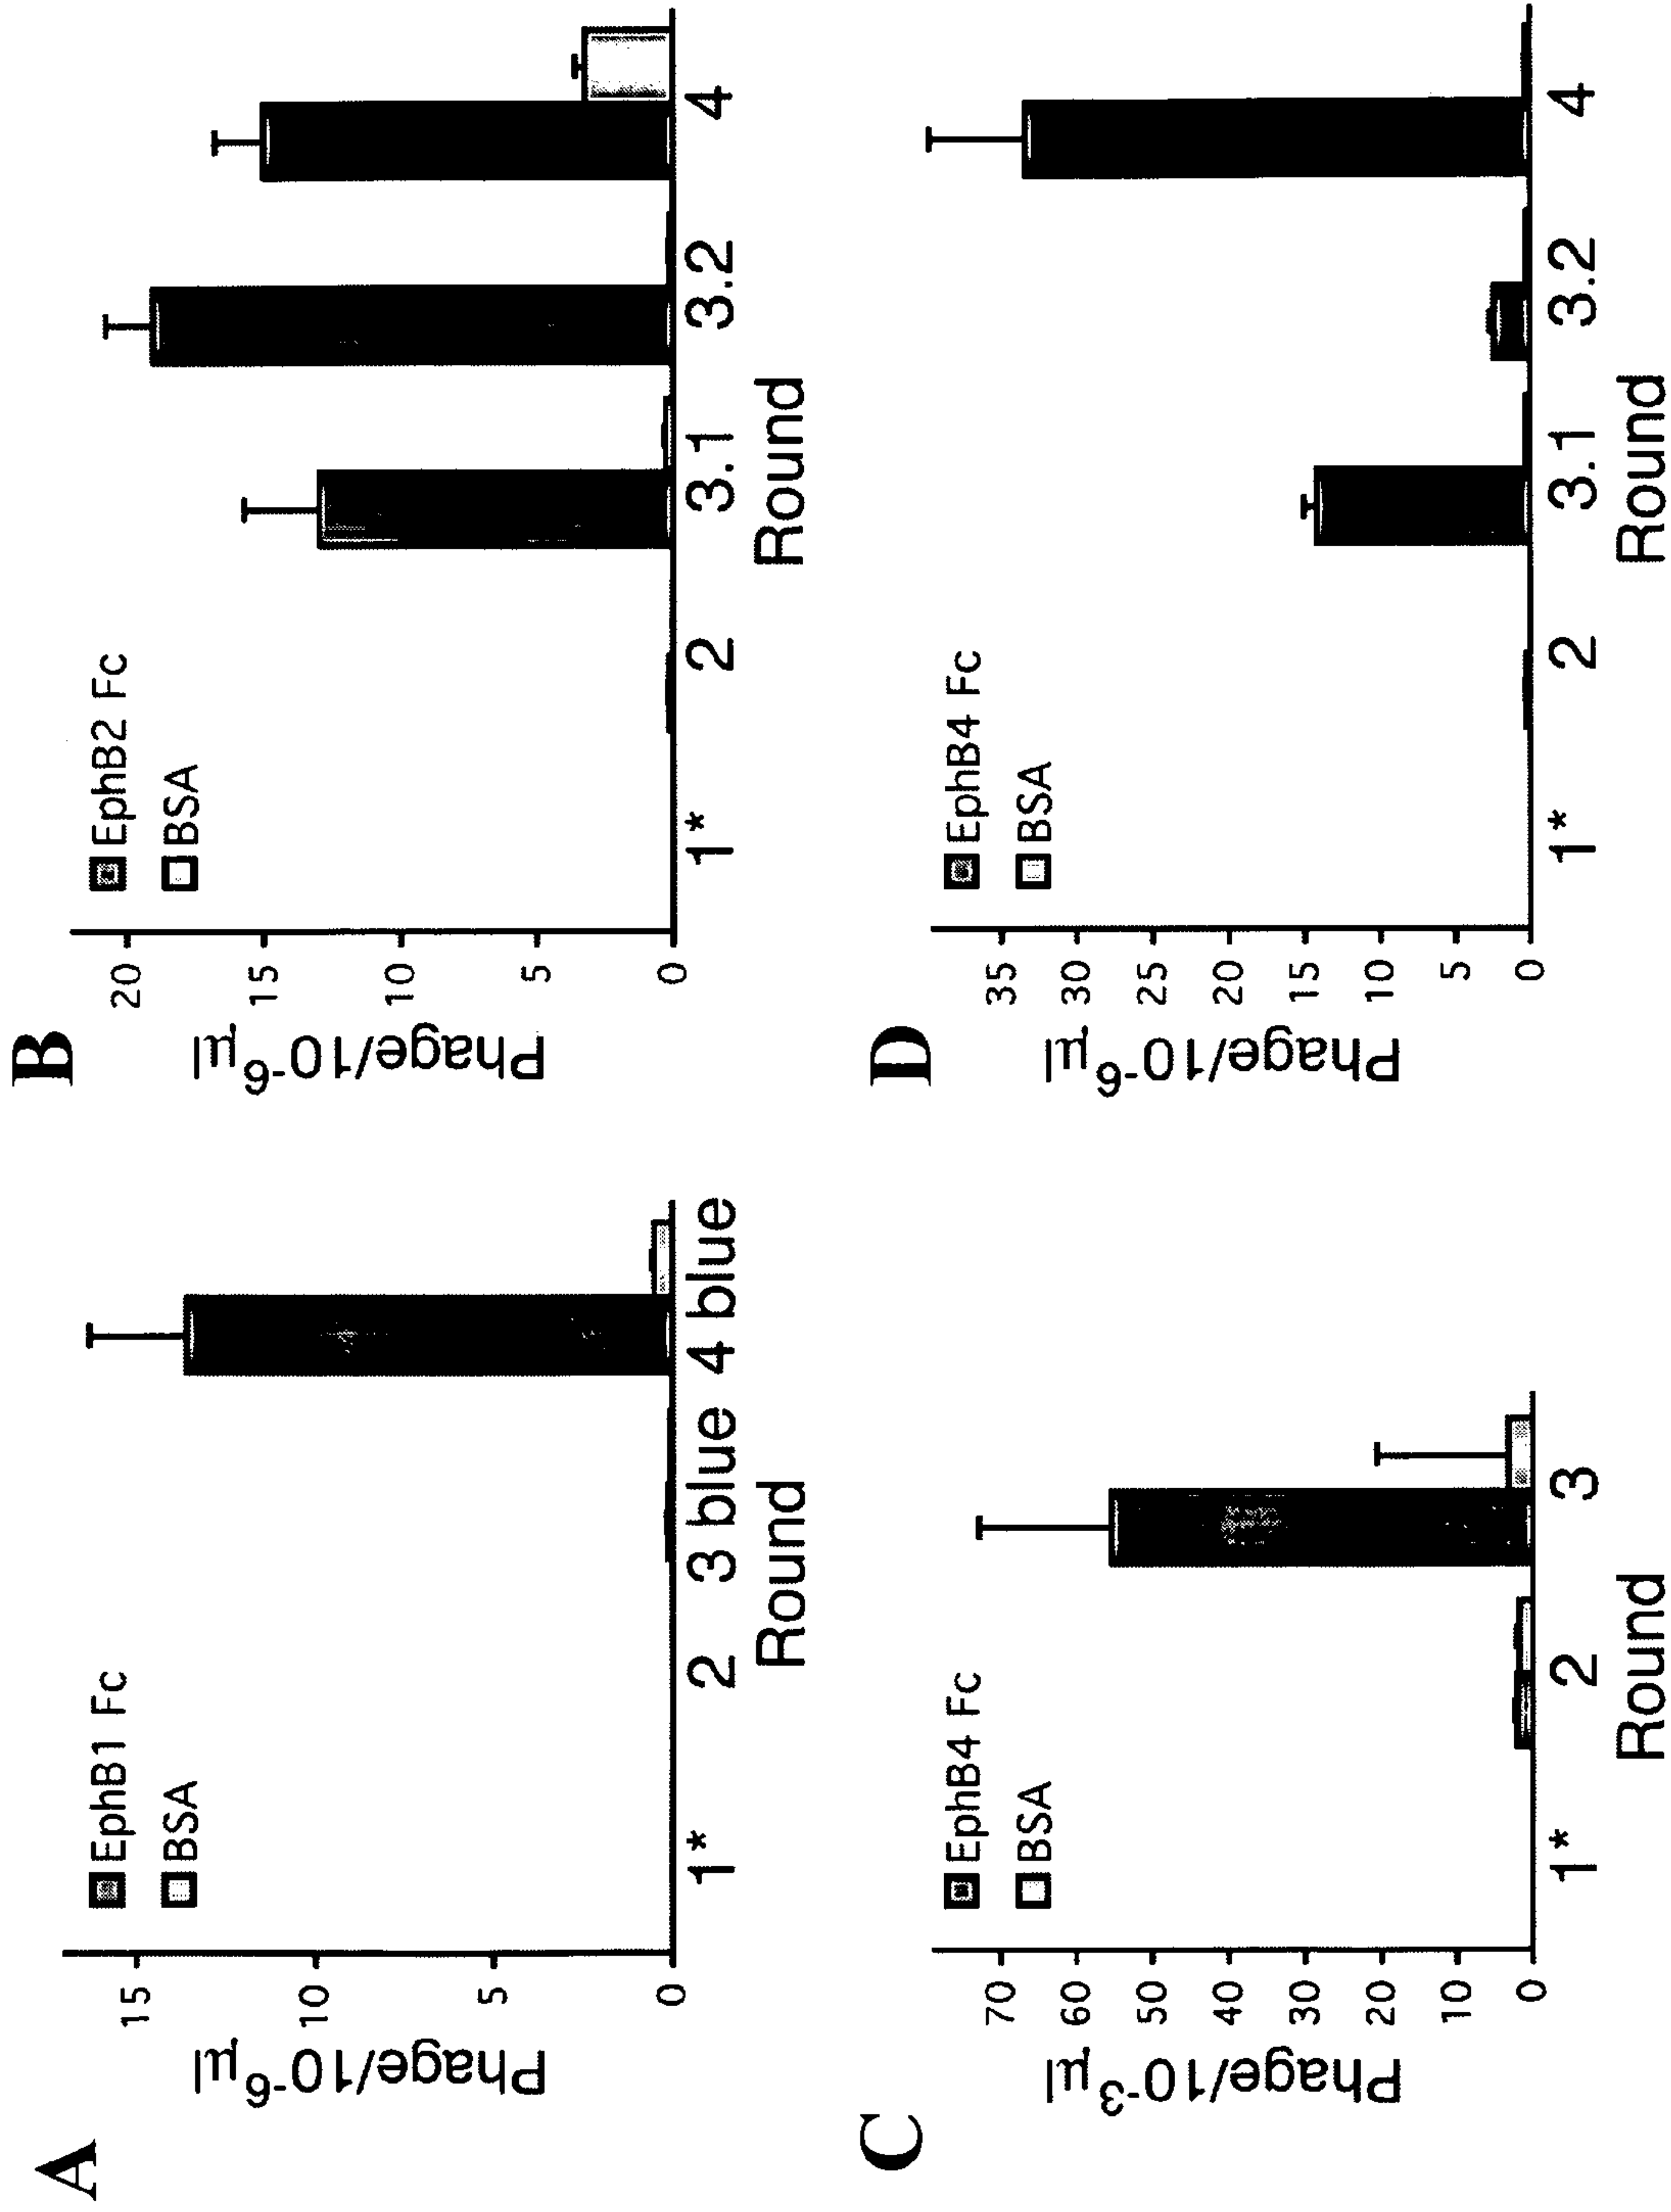 A
Phage/10-6µl
15
10
5
0
EphB1 Fc
BSA
1* 2 3 blue 4 blue
Round
B
Phage/10-6µl
20
15
10
5
0
EphB2 Fc
BSA
1* 2 3.1 3.2 4
Round
C
Phage/10-3µl
70
60
50
40
30
20
10
0
EphB4 Fc
BSA
1* 2 3
Round
D
Phage/10-6µl
35
30
25
20
15
10
5
0
EphB4 Fc
BSA
1* 2 3.1 3.2 4
Round